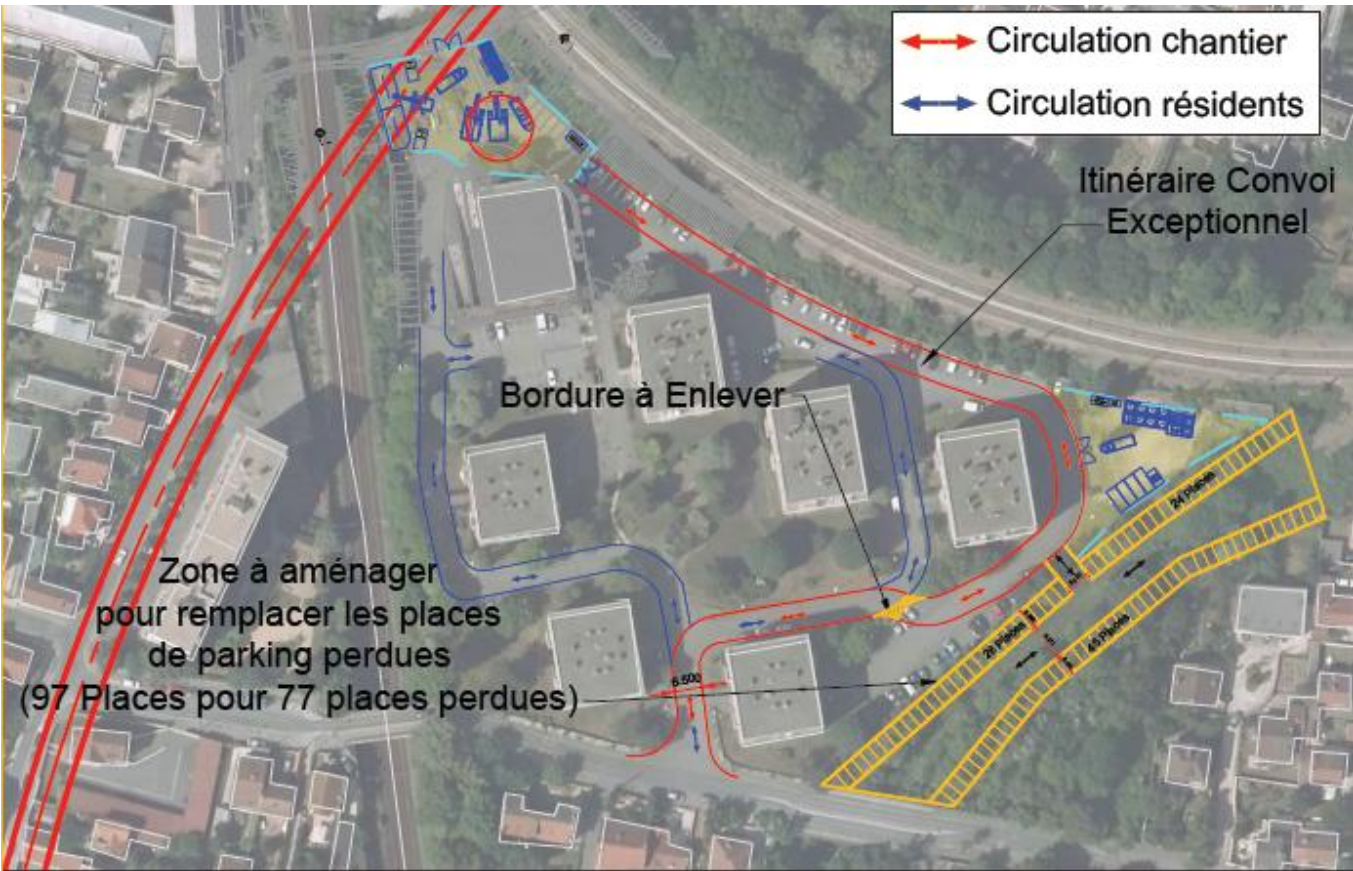 Circulation chantier
Circulation résidents
Itinéraire Convoi
Exceptionnel
Bordure à Enlever
24 Places
28 Places
45 Places
Zone à aménager
pour remplacer les places
de parking perdues
(97 Places pour 77 places perdues)
5.500